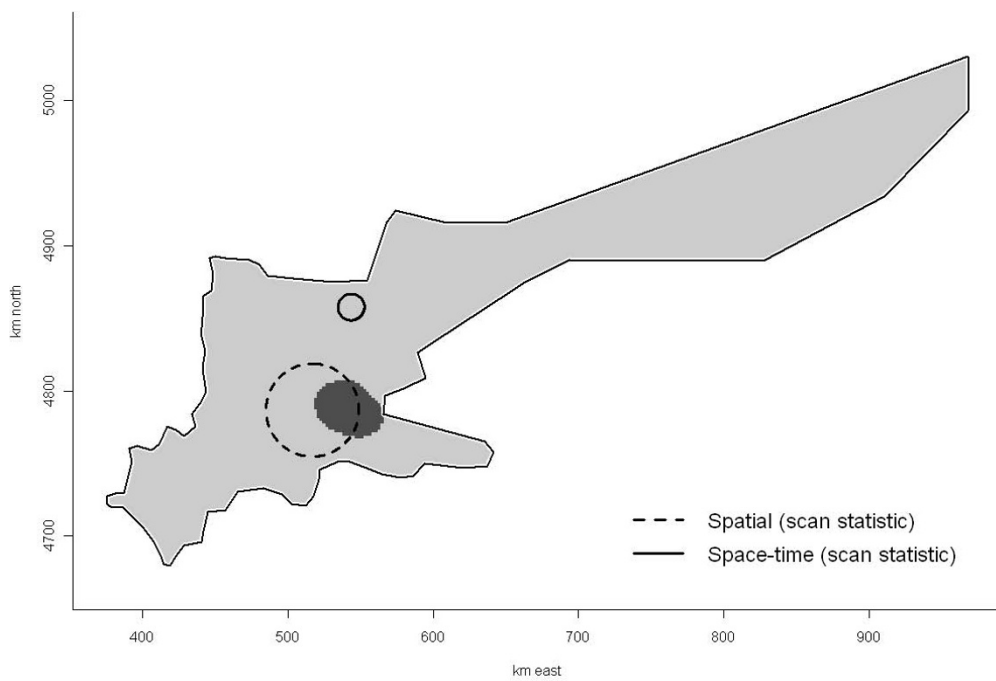 5000
4900
4800
4700
km north
Spatial (scan statistic)
Space-time (scan statistic)
400 500 600 700 800 900
km east